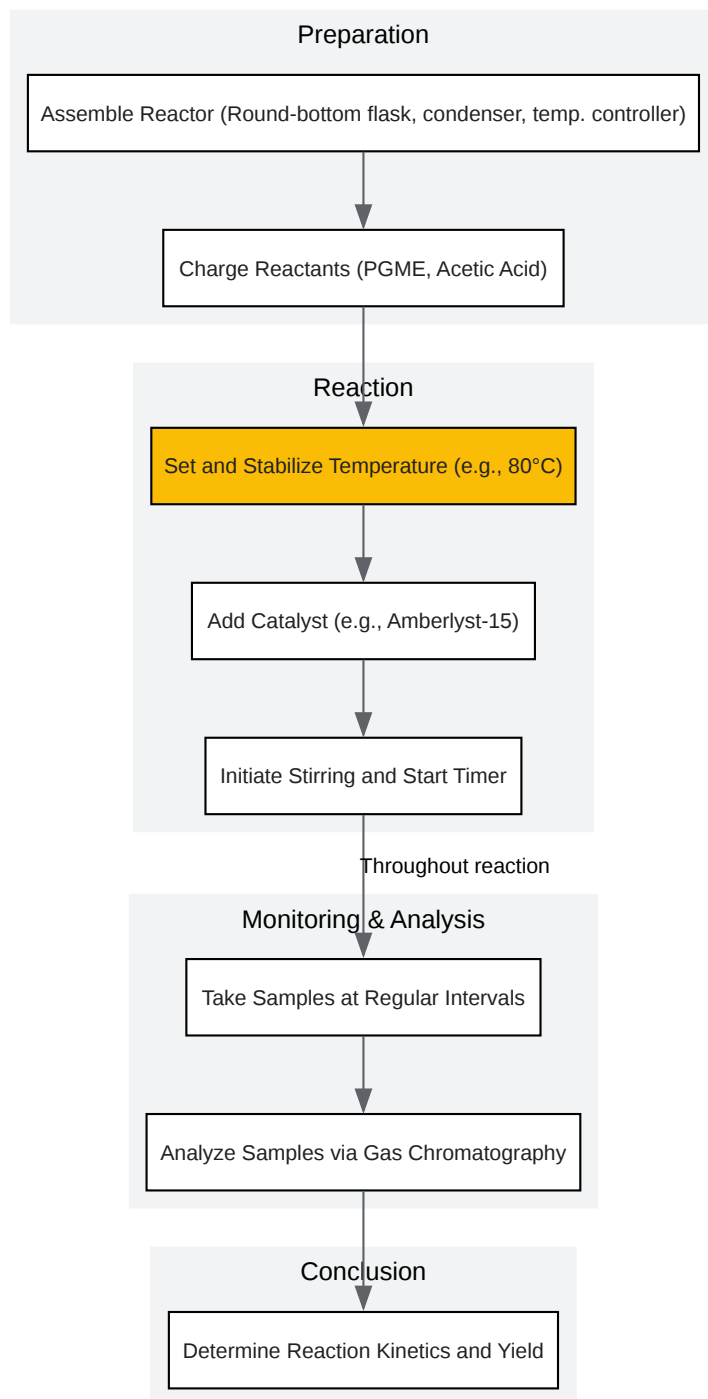 Preparation
Assemble Reactor (Round-bottom flask, condenser, temp. controller)
Charge Reactants (PGME, Acetic Acid)
Reaction
Set and Stabilize Temperature (e.g., 80°C)
Add Catalyst (e.g., Amberlyst-15)
Initiate Stirring and Start Timer
Throughout reaction
Monitoring & Analysis
Take Samples at Regular Intervals
Analyze Samples via Gas Chromatography
Conclusion
Determine Reaction Kinetics and Yield